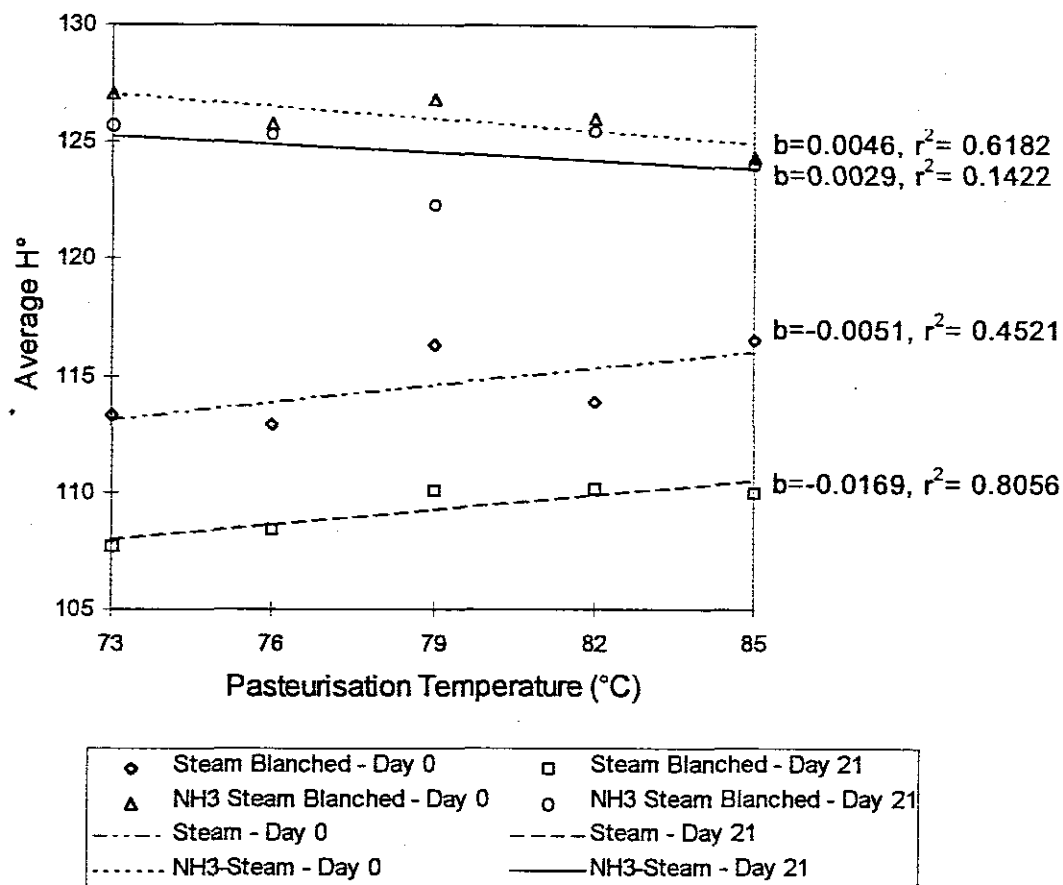 130
125
120
115
110
105
Average H°
b=0.0046, r²= 0.6182
b=0.0029, r²= 0.1422
b=-0.0051, r²= 0.4521
b=-0.0169, r²= 0.8056
73 76 79 82 85
Pasteurisation Temperature (°C)
Steam Blanched - Day 0 Steam Blanched - Day 21
NH3 Steam Blanched - Day 0 NH3 Steam Blanched - Day 21
Steam - Day 0 Steam - Day 21
NH3-Steam - Day 0 NH3-Steam - Day 21